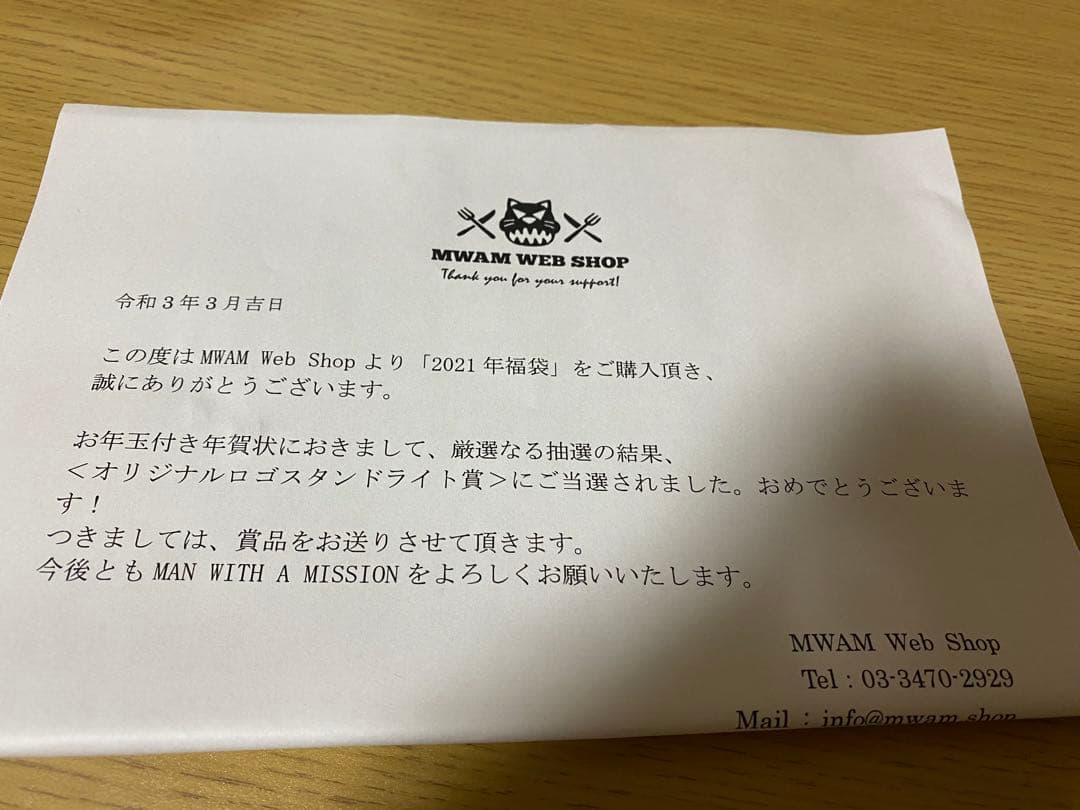 MWAM WEB SHOP
Thank you for your support!
令和３年３月吉日
この度は MWAM Web Shop より「2021 年福袋」をご購入頂き、
誠にありがとうございます。
お年玉付き年賀状におきまして、厳選なる抽選の結果、
＜オリジナルロゴスタンドライト賞＞にご当選されました。おめでとうございま
す！
つきましては、賞品をお送りさせて頂きます。
今後とも MAN WITH A MISSION をよろしくお願いいたします。
MWAM Web Shop
Tel : 03-3470-2929
Mail : info@mwam.shop